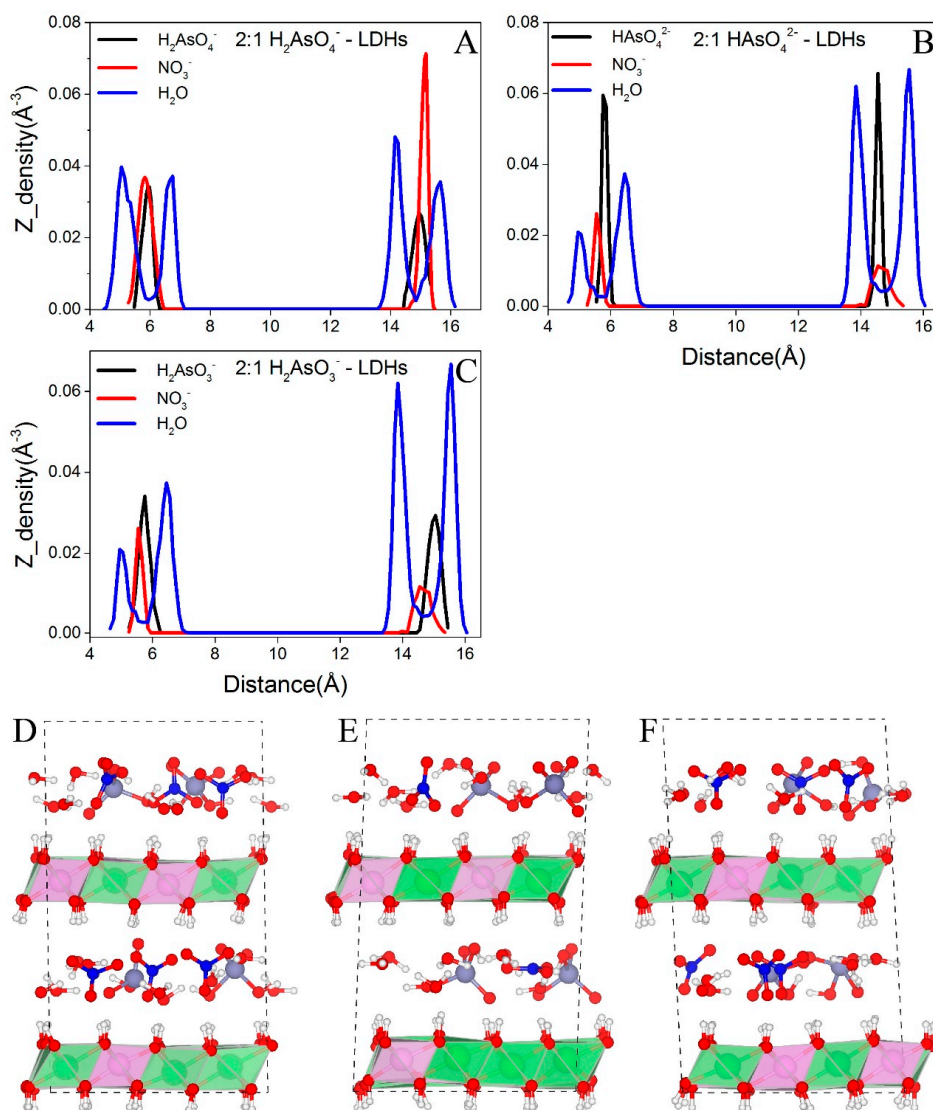 2:1 H₂AsO₄⁻ - LDHs A
H₂AsO₄⁻
NO₃⁻
H₂O
Z_density(Å⁻³)
0.08
0.06
0.04
0.02
0.00
4 6 8 10 12 14 16
2:1 HAsO₄²⁻ - LDHs B
HAsO₄²⁻
NO₃⁻
H₂O
0.08
0.06
0.04
0.02
0.00
4 6 8 10 12 14 16
Distance(Å)
2:1 H₂AsO₃⁻ - LDHs C
H₂AsO₃⁻
NO₃⁻
H₂O
Z_density(Å⁻³)
0.06
0.04
0.02
0.00
4 6 8 10 12 14 16
Distance(Å)
D E F